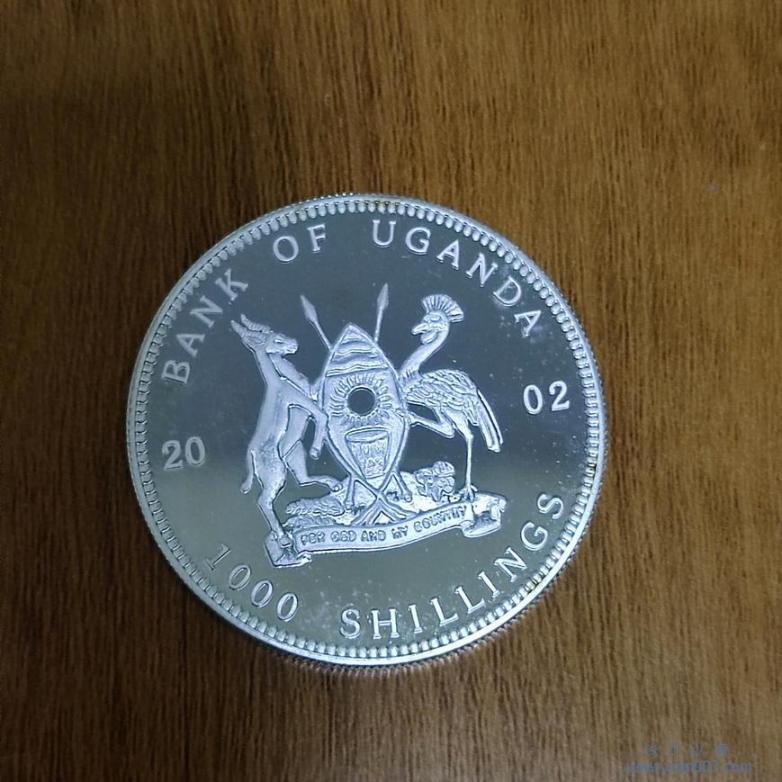 BANK OF UGANDA
20 02
FOR GOD AND MY COUNTRY
1000 SHILLINGS